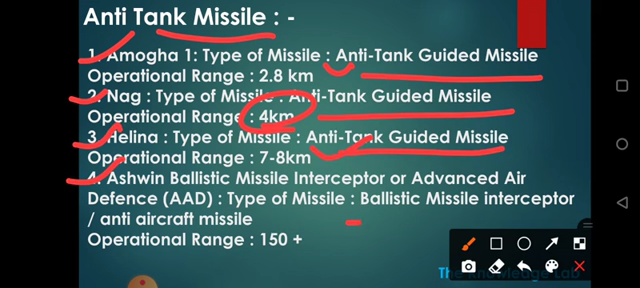 Anti Tank Missile : -
1. Amogha 1: Type of Missile : Anti-Tank Guided Missile
Operational Range : 2.8 km
2. Nag : Type of Missile : Anti-Tank Guided Missile
Operational Range : 4km
3. Helina : Type of Missile : Anti-Tank Guided Missile
Operational Range : 7-8km
4. Ashwin Ballistic Missile Interceptor or Advanced Air
Defence (AAD) : Type of Missile : Ballistic Missile interceptor
/ anti aircraft missile
Operational Range : 150 +
The Knowledge Lab